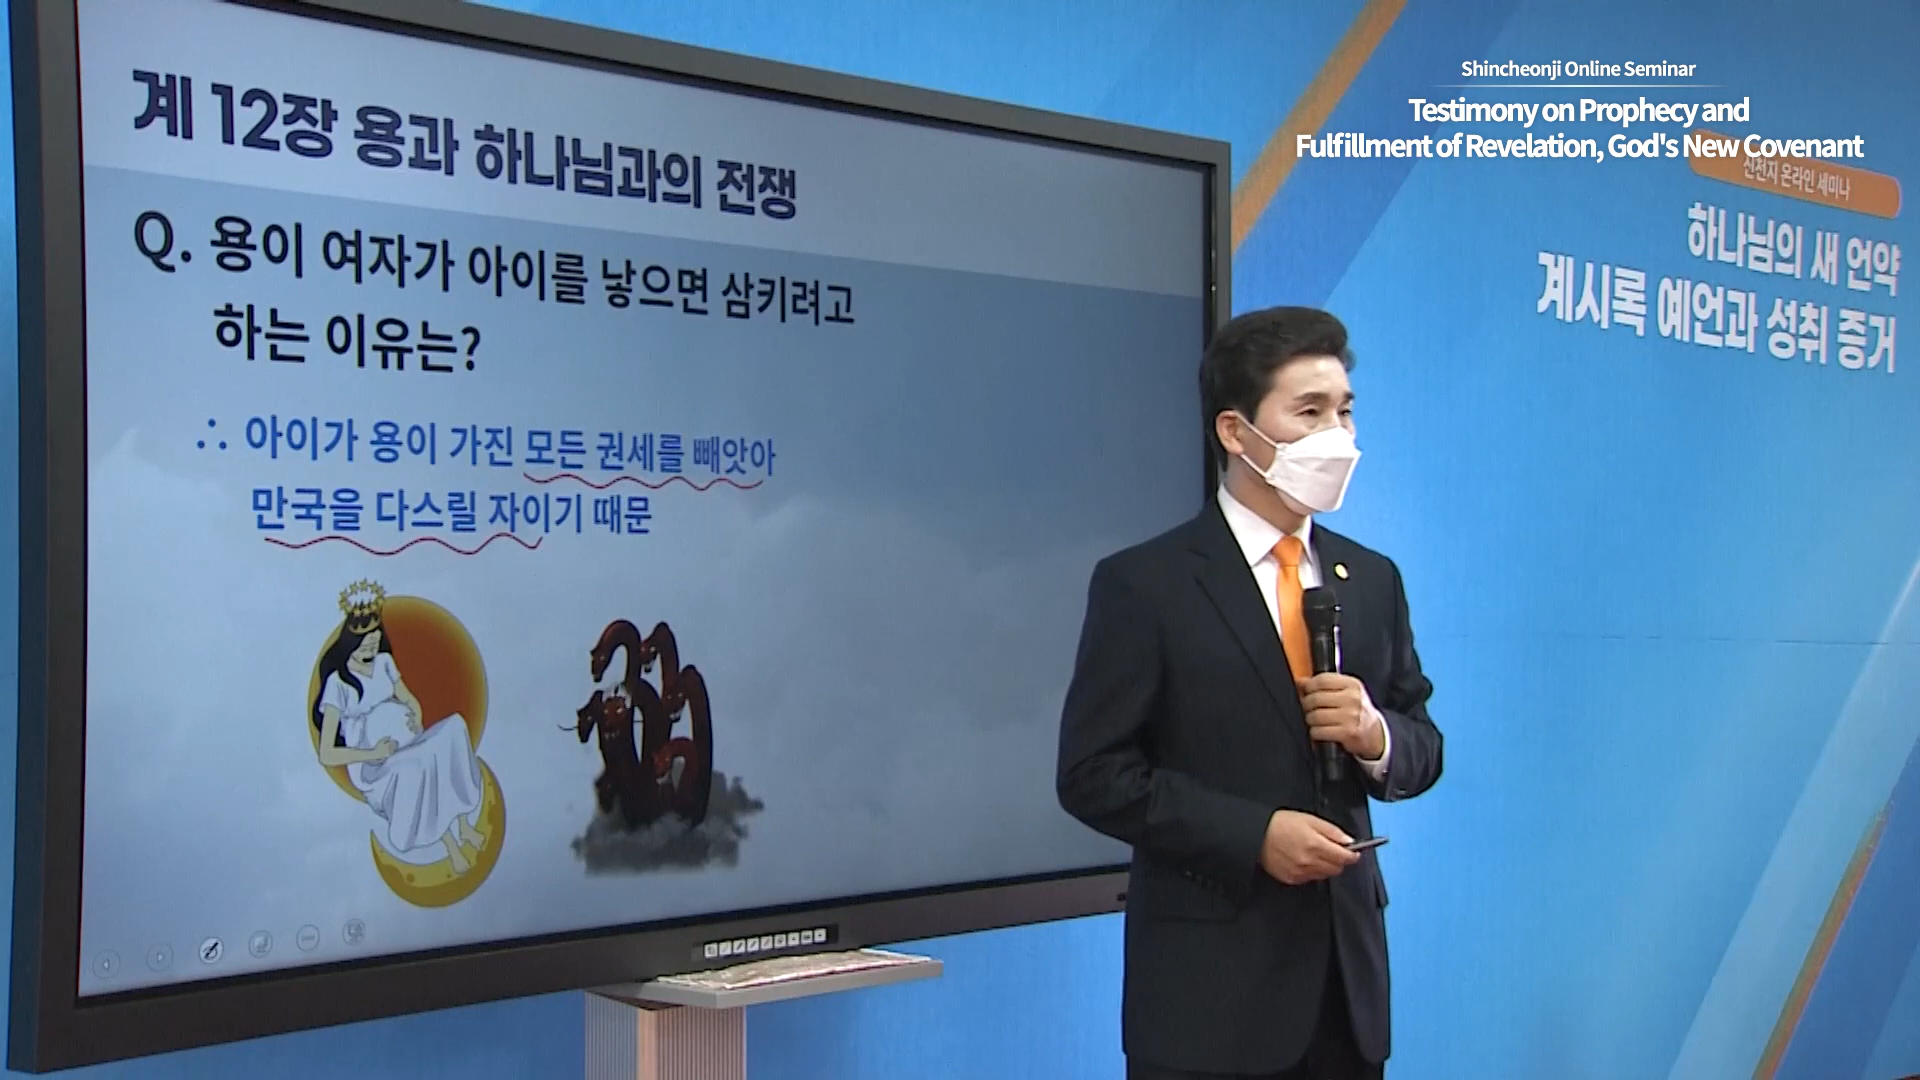 계 12장 용과 하나님과의 전쟁
Q. 용이 여자가 아이를 낳으면 삼키려고
하는 이유는?
∴ 아이가 용이 가진 모든 권세를 빼앗아
만국을 다스릴 자이기 때문
Shincheonji Online Seminar
Testimony on Prophecy and
Fulfillment of Revelation, God's New Covenant
신천지 온라인 세미나
하나님의 새 언약
계시록 예언과 성취 증거